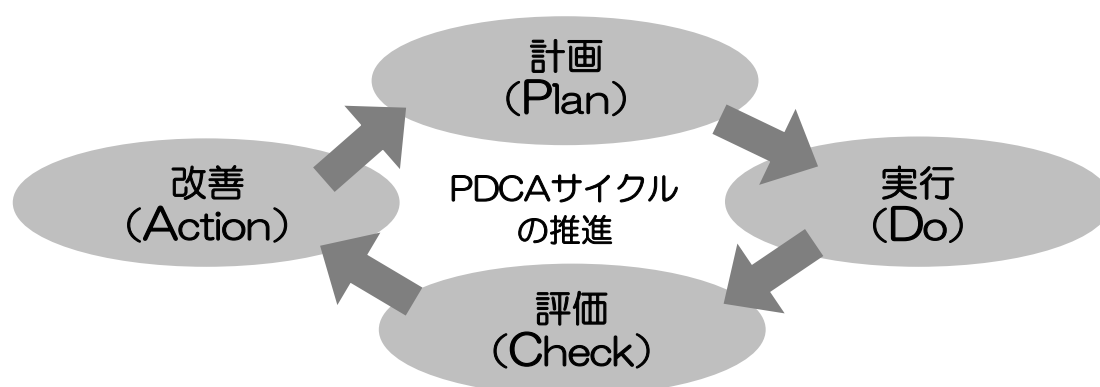 計画
（Plan）
改善
（Action）
PDCAサイクル
の推進
実行
（Do）
評価
（Check）